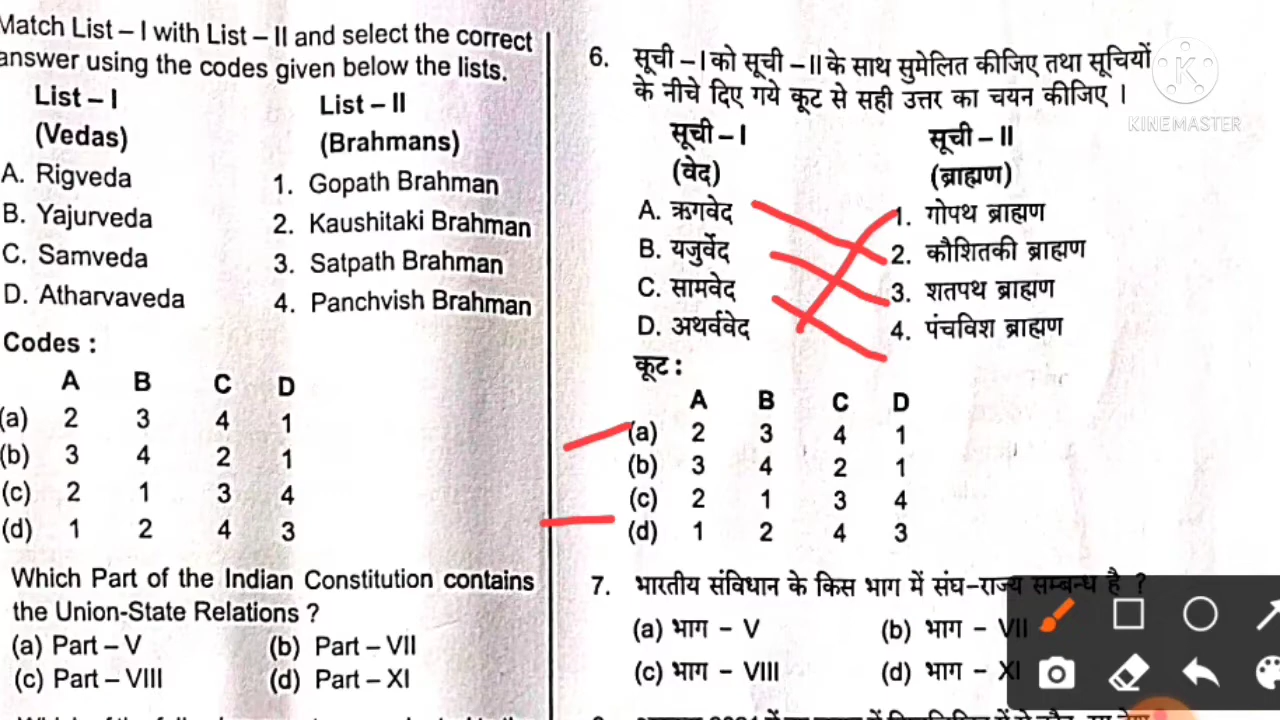 Match List – I with List – II and select the correct
answer using the codes given below the lists.
List – I
List – II
(Vedas)
(Brahmans)
A. Rigveda
1. Gopath Brahman
B. Yajurveda
2. Kaushitaki Brahman
C. Samveda
3. Satpath Brahman
D. Atharvaveda
4. Panchvish Brahman
Codes :
A B C D
(a) 2 3 4 1
(b) 3 4 2 1
(c) 2 1 3 4
(d) 1 2 4 3
Which Part of the Indian Constitution contains
the Union-State Relations ?
(a) Part – V (b) Part – VII
(c) Part – VIII (d) Part – XI
6. सूची – I को सूची – II के साथ सुमेलित कीजिए तथा सूचियों
के नीचे दिए गये कूट से सही उत्तर का चयन कीजिए ।
सूची – I
सूची – II
(वेद)
(ब्राह्मण)
A. ऋगवेद
1. गोपथ ब्राह्मण
B. यजुर्वेद
2. कौशितकी ब्राह्मण
C. सामवेद
3. शतपथ ब्राह्मण
D. अथर्ववेद
4. पंचविश ब्राह्मण
कूट :
A B C D
(a) 2 3 4 1
(b) 3 4 2 1
(c) 2 1 3 4
(d) 1 2 4 3
7. भारतीय संविधान के किस भाग में संघ-राज्य सम्बन्ध है ?
(a) भाग – V (b) भाग – VII
(c) भाग – VIII (d) भाग – XI
K
KINEMASTER